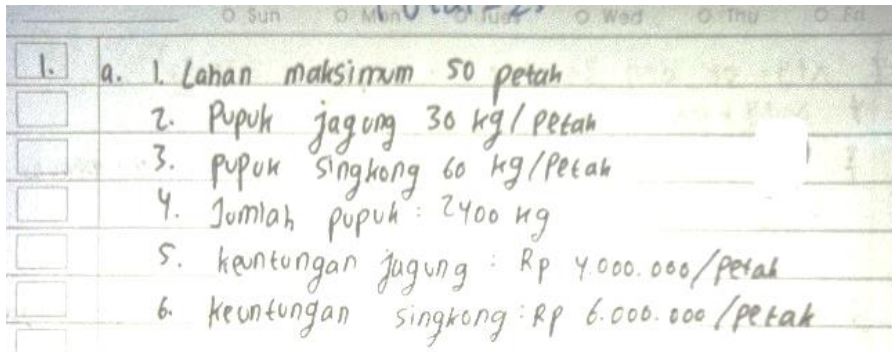 O Sun O Mon O Tue O Wed O Thu O Fri
1. a. 1. Lahan maksimum 50 petak
2. Pupuk jagung 30 kg/petak
3. pupuk singkong 60 kg/petak
4. Jumlah pupuk : 2400 kg
5. keuntungan jagung : Rp 4.000.000/petak
6. keuntungan singkong : Rp 6.000.000/petak